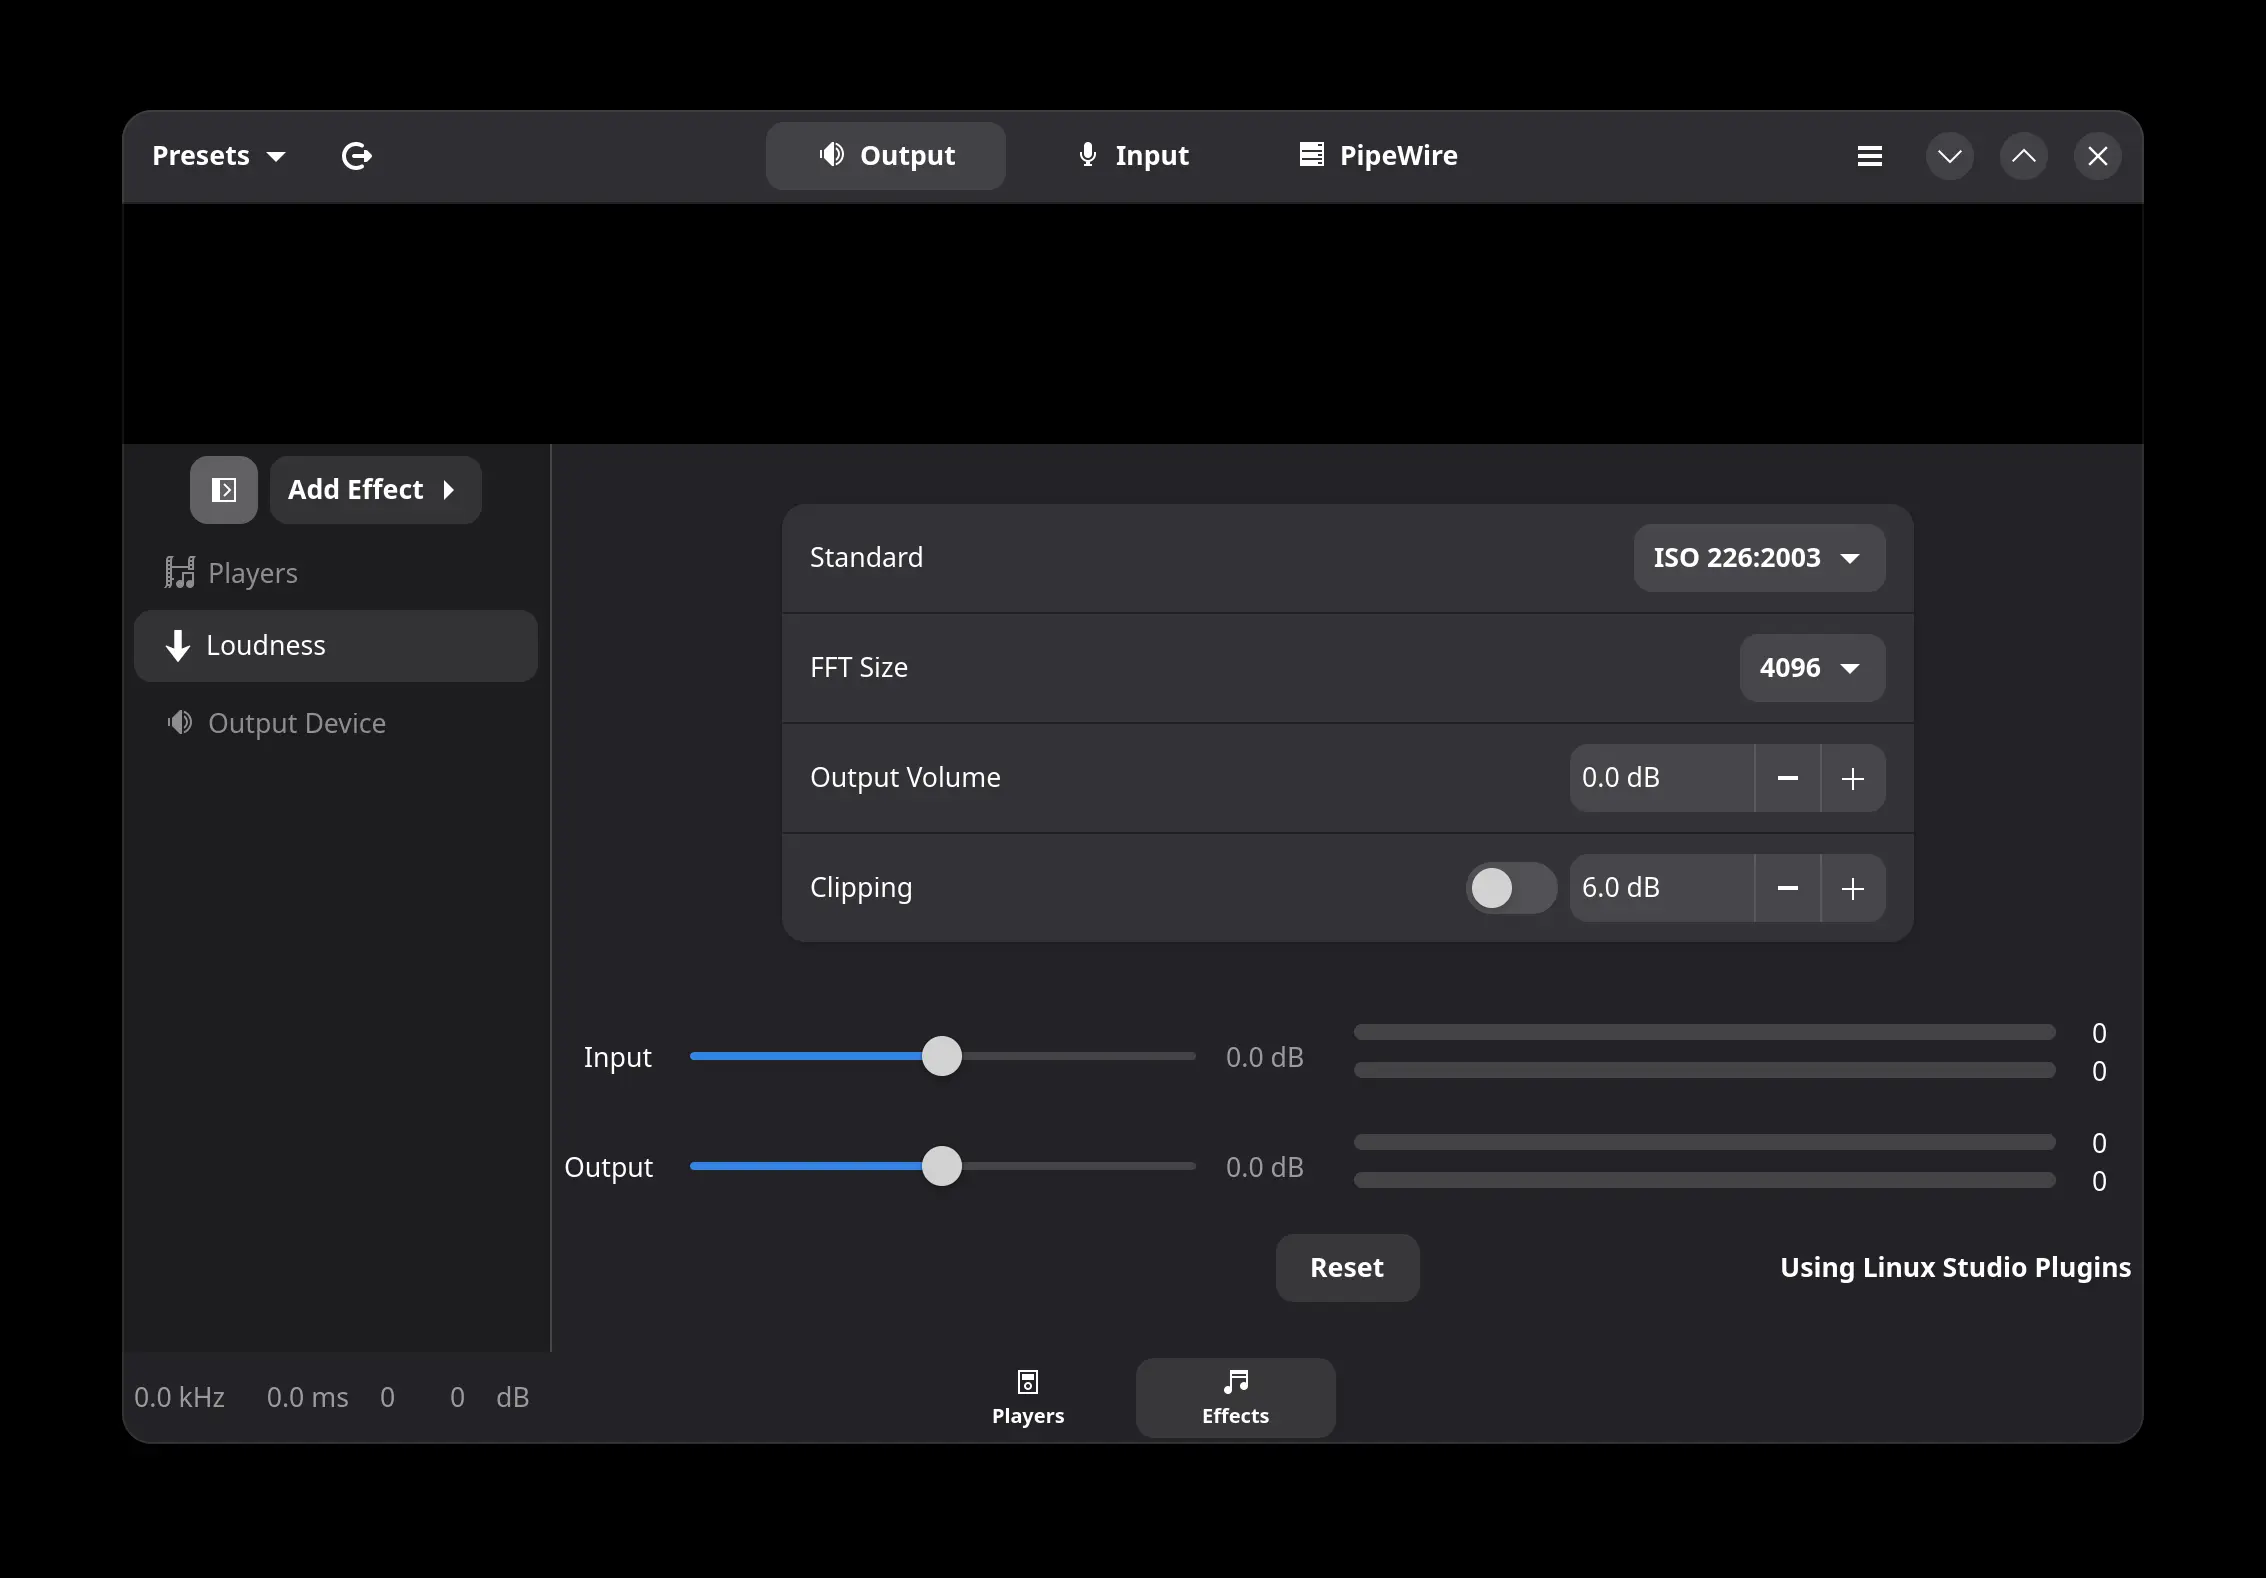 Presets
Output
Input
PipeWire
Add Effect
Players
Loudness
Output Device
Standard
ISO 226:2003
FFT Size
4096
Output Volume
0.0 dB
Clipping
6.0 dB
Input
0.0 dB
0
0
Output
0.0 dB
0
0
Reset
Using Linux Studio Plugins
0.0 kHz 0.0 ms 0 0 dB
Players
Effects